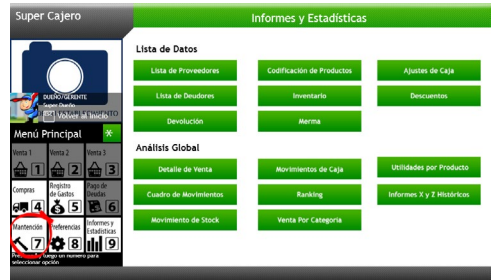 Super Cajero
Informes y Estadísticas
Lista de Datos
Lista de Proveedores
Codificación de Productos
Ajustes de Caja
Lista de Deudores
Inventario
Descuentos
Devolución
Merma
Análisis Global
Detalle de Venta
Movimientos de Caja
Utilidades por Producto
Cuadro de Movimientos
Ranking
Informes X y Z Históricos
Movimiento de Stock
Venta Por Categoría
DUEÑO/GERENTE
Super Dueño
Volver al Inicio
Menú Principal *
Venta 1
1
Venta 2
2
Venta 3
3
Compras
4
Registro
de Gastos
5
Pago de
Deudas
6
Mantención
7
Preferencias
8
Informes y
Estadísticas
9
luego un número para
seleccionar opción